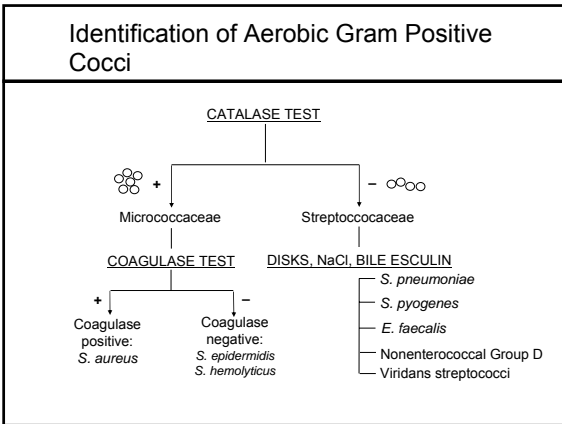 Identification of Aerobic Gram Positive
Cocci
CATALASE TEST
+
–
Micrococcaceae
Streptoccocaceae
COAGULASE TEST
DISKS, NaCl, BILE ESCULIN
+
–
Coagulase
positive:
S. aureus
Coagulase
negative:
S. epidermidis
S. hemolyticus
S. pneumoniae
S. pyogenes
E. faecalis
Nonenterococcal Group D
Viridans streptococci